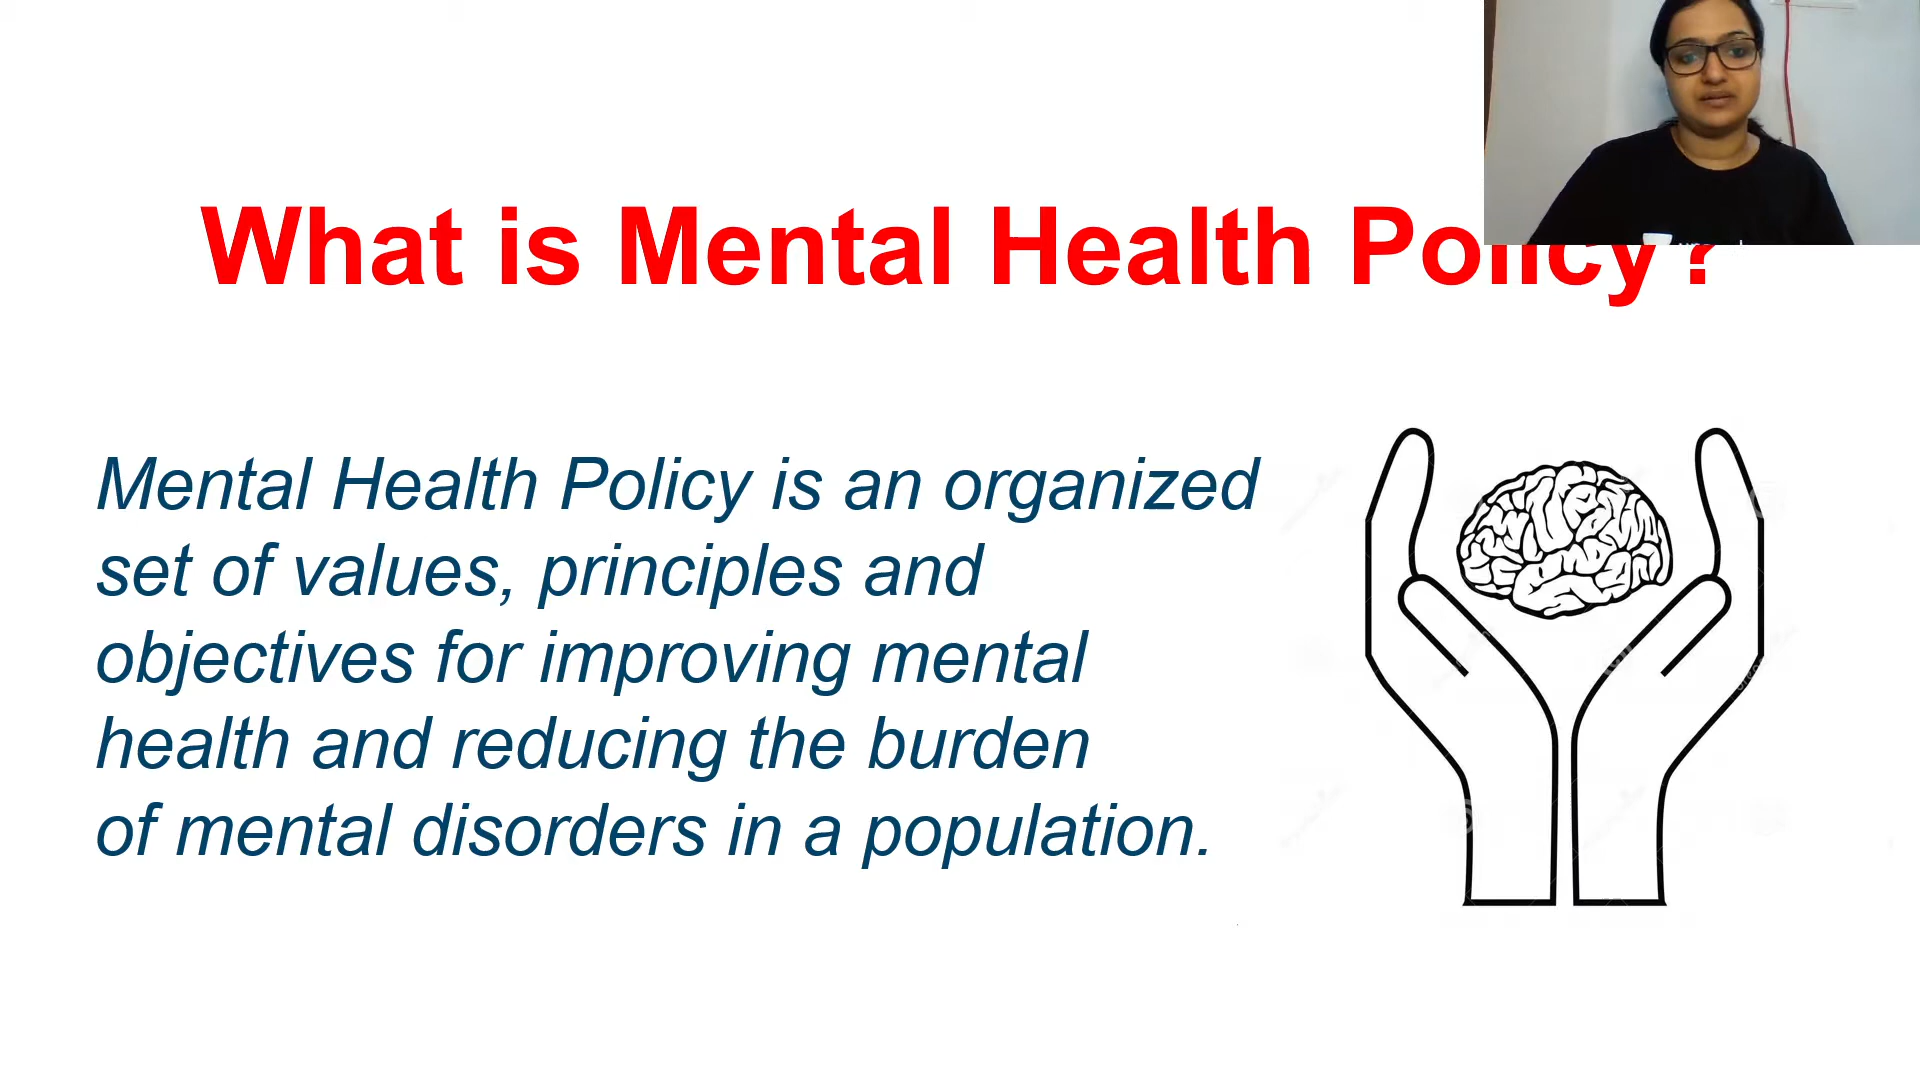 What is Mental Health Policy?
Mental Health Policy is an organized
set of values, principles and
objectives for improving mental
health and reducing the burden
of mental disorders in a population.